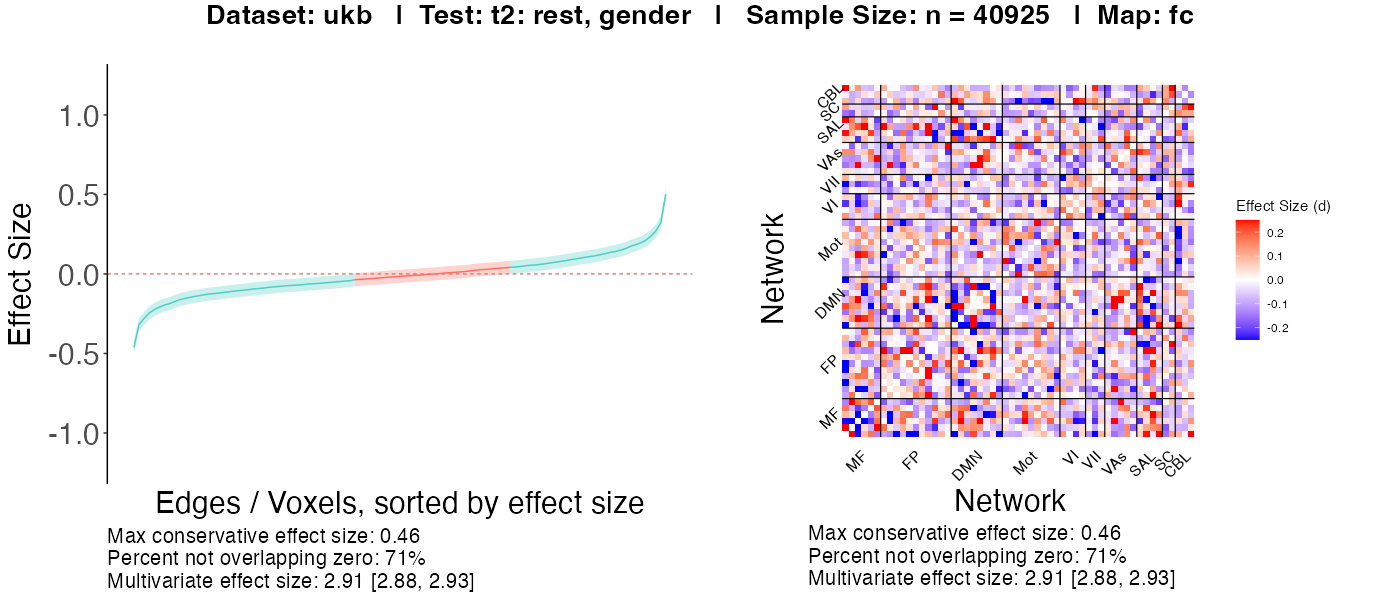 Dataset: ukb | Test: t2: rest, gender | Sample Size: n = 40925 | Map: fc
Effect Size
1.0
0.5
0.0
-0.5
-1.0
Edges / Voxels, sorted by effect size
Max conservative effect size: 0.46
Percent not overlapping zero: 71%
Multivariate effect size: 2.91 [2.88, 2.93]
Network
CBL
SC
SAL
VAs
VII
VI
Mot
DMN
FP
MF
MF FP DMN Mot VI VII VAs SAL SC CBL
Network
Max conservative effect size: 0.46
Percent not overlapping zero: 71%
Multivariate effect size: 2.91 [2.88, 2.93]
Effect Size (d)
0.2
0.1
0.0
-0.1
-0.2